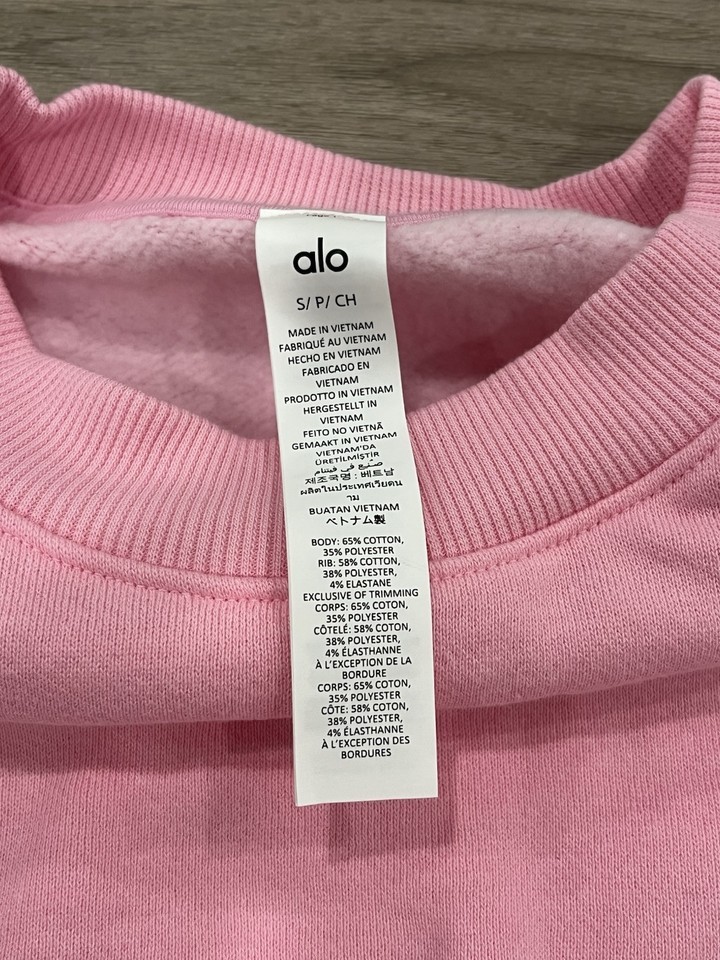 alo
S/ P/ CH
MADE IN VIETNAM
FABRIQUÉ AU VIETNAM
HECHO EN VIETNAM
FABRICADO EN
VIETNAM
PRODOTTO IN VIETNAM
HERGESTELLT IN
VIETNAM
FEITO NO VIETNÃ
GEMAAKT IN VIETNAM
VIETNAM'DA
ÜRETİLMİŞTİR
صنع في فيتنام
제조국명 : 베트남
ผลิตในประเทศเวียดน
าม
BUATAN VIETNAM
ベトナム製
BODY: 65% COTTON,
35% POLYESTER
RIB: 58% COTTON,
38% POLYESTER,
4% ELASTANE
EXCLUSIVE OF TRIMMING
CORPS: 65% COTON,
35% POLYESTER
CÔTELÉ: 58% COTON,
38% POLYESTER,
4% ÉLASTHANNE
À L'EXCEPTION DE LA
BORDURE
CORPS: 65% COTON,
35% POLYESTER
CÔTE: 58% COTON,
38% POLYESTER,
4% ÉLASTHANNE
À L'EXCEPTION DES
BORDURES